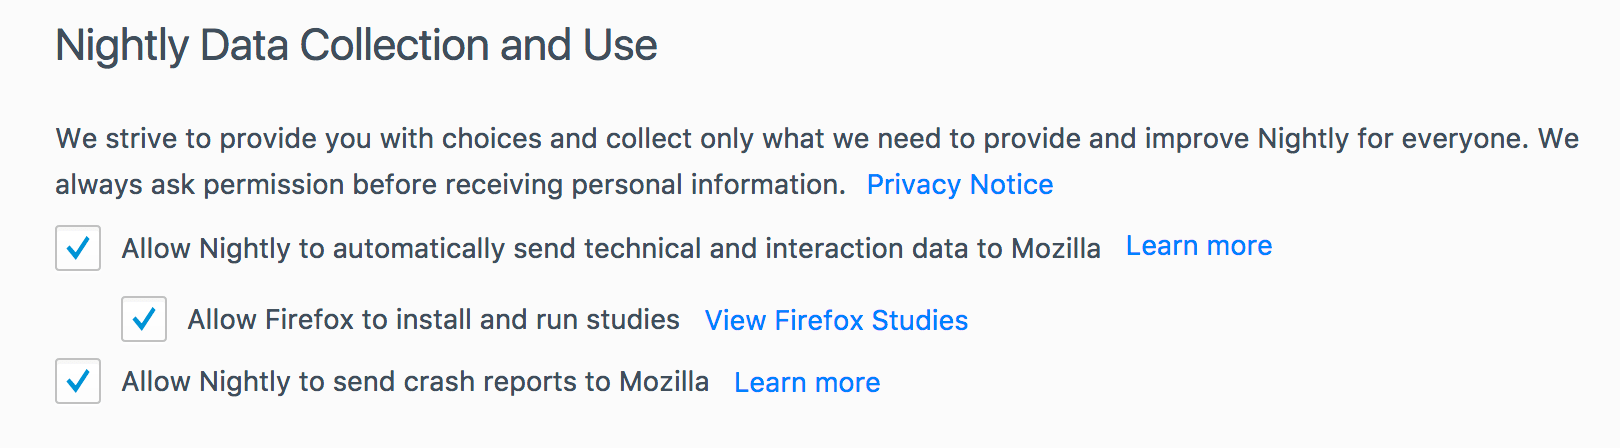 Nightly Data Collection and Use
We strive to provide you with choices and collect only what we need to provide and improve Nightly for everyone. We
always ask permission before receiving personal information. Privacy Notice
Allow Nightly to automatically send technical and interaction data to Mozilla Learn more
Allow Firefox to install and run studies View Firefox Studies
Allow Nightly to send crash reports to Mozilla Learn more